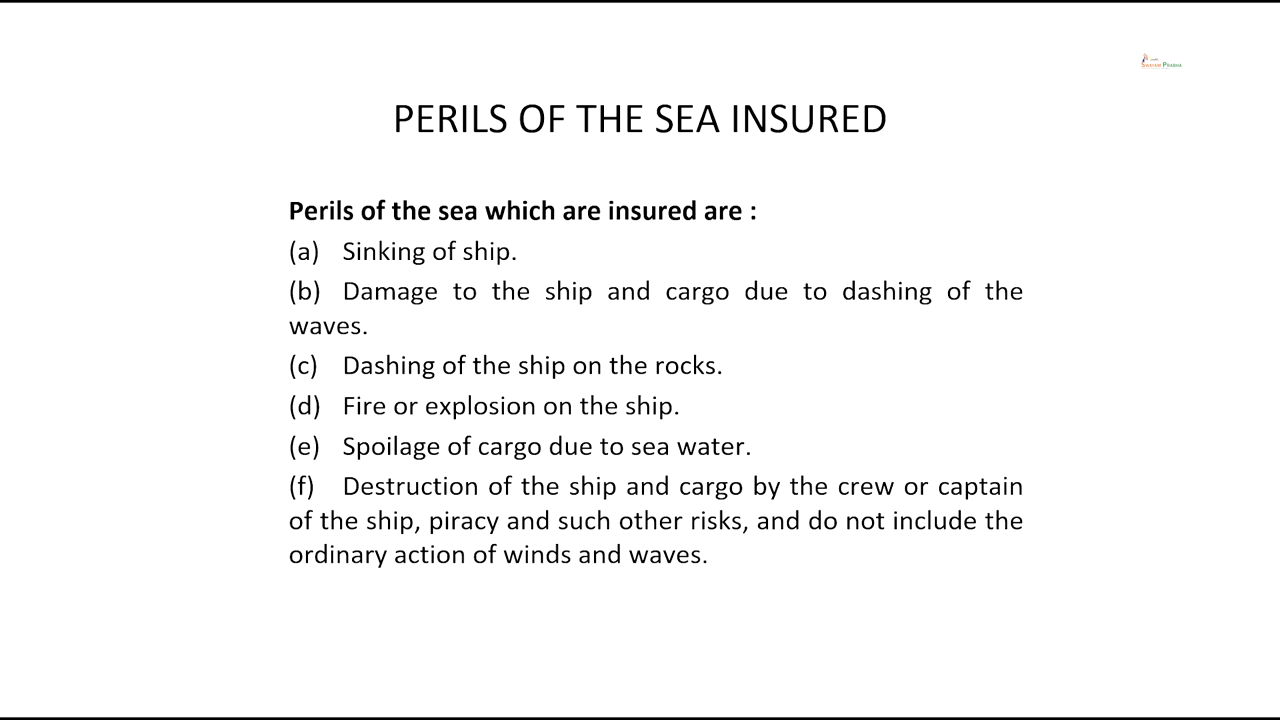 SWAYAM PRABHA
PERILS OF THE SEA INSURED
Perils of the sea which are insured are :
(a) Sinking of ship.
(b) Damage to the ship and cargo due to dashing of the
waves.
(c) Dashing of the ship on the rocks.
(d) Fire or explosion on the ship.
(e) Spoilage of cargo due to sea water.
(f) Destruction of the ship and cargo by the crew or captain
of the ship, piracy and such other risks, and do not include the
ordinary action of winds and waves.